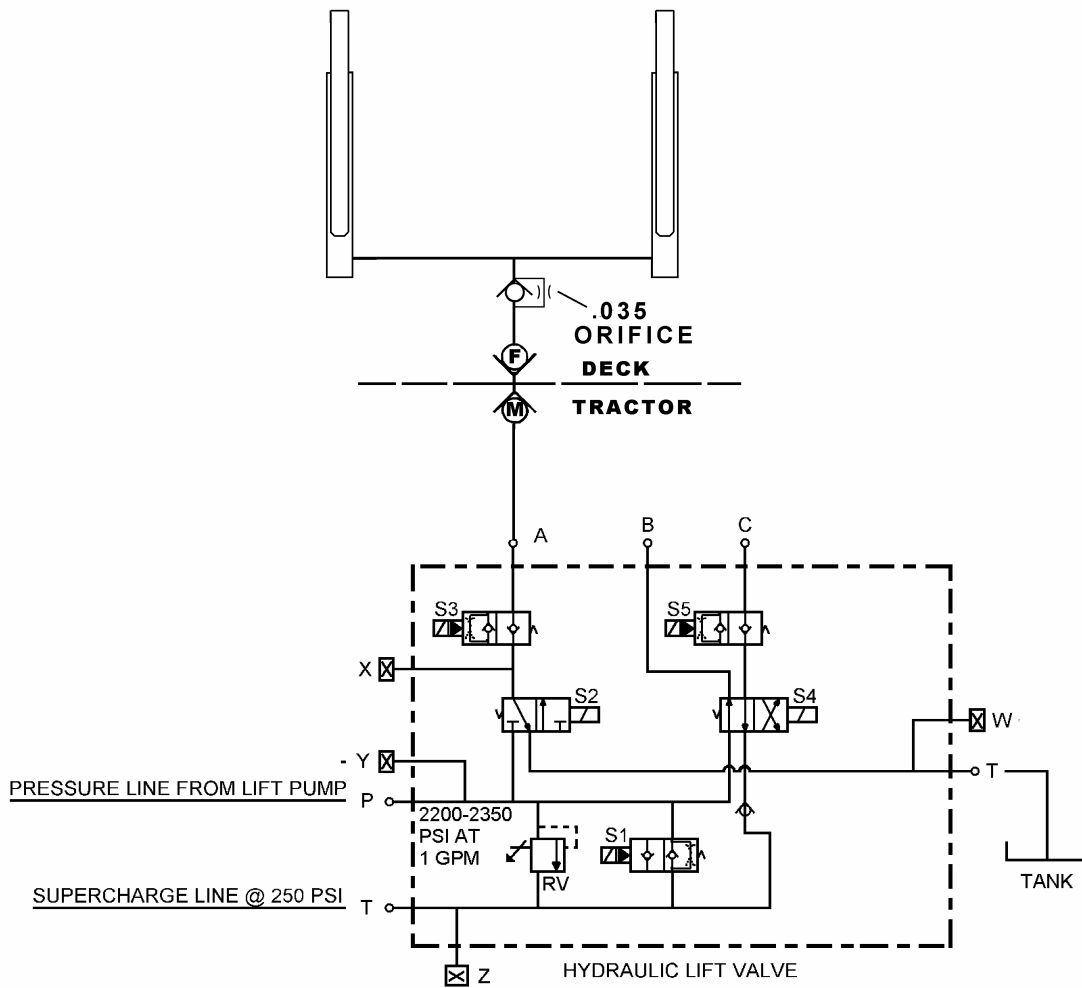 .035
ORIFICE
F
DECK
M
TRACTOR
A
B
C
S3
S5
X
S2
S4
W
- Y
T
PRESSURE LINE FROM LIFT PUMP
P
2200-2350
PSI AT
1 GPM
S1
RV
TANK
SUPERCHARGE LINE @ 250 PSI
T
Z
HYDRAULIC LIFT VALVE